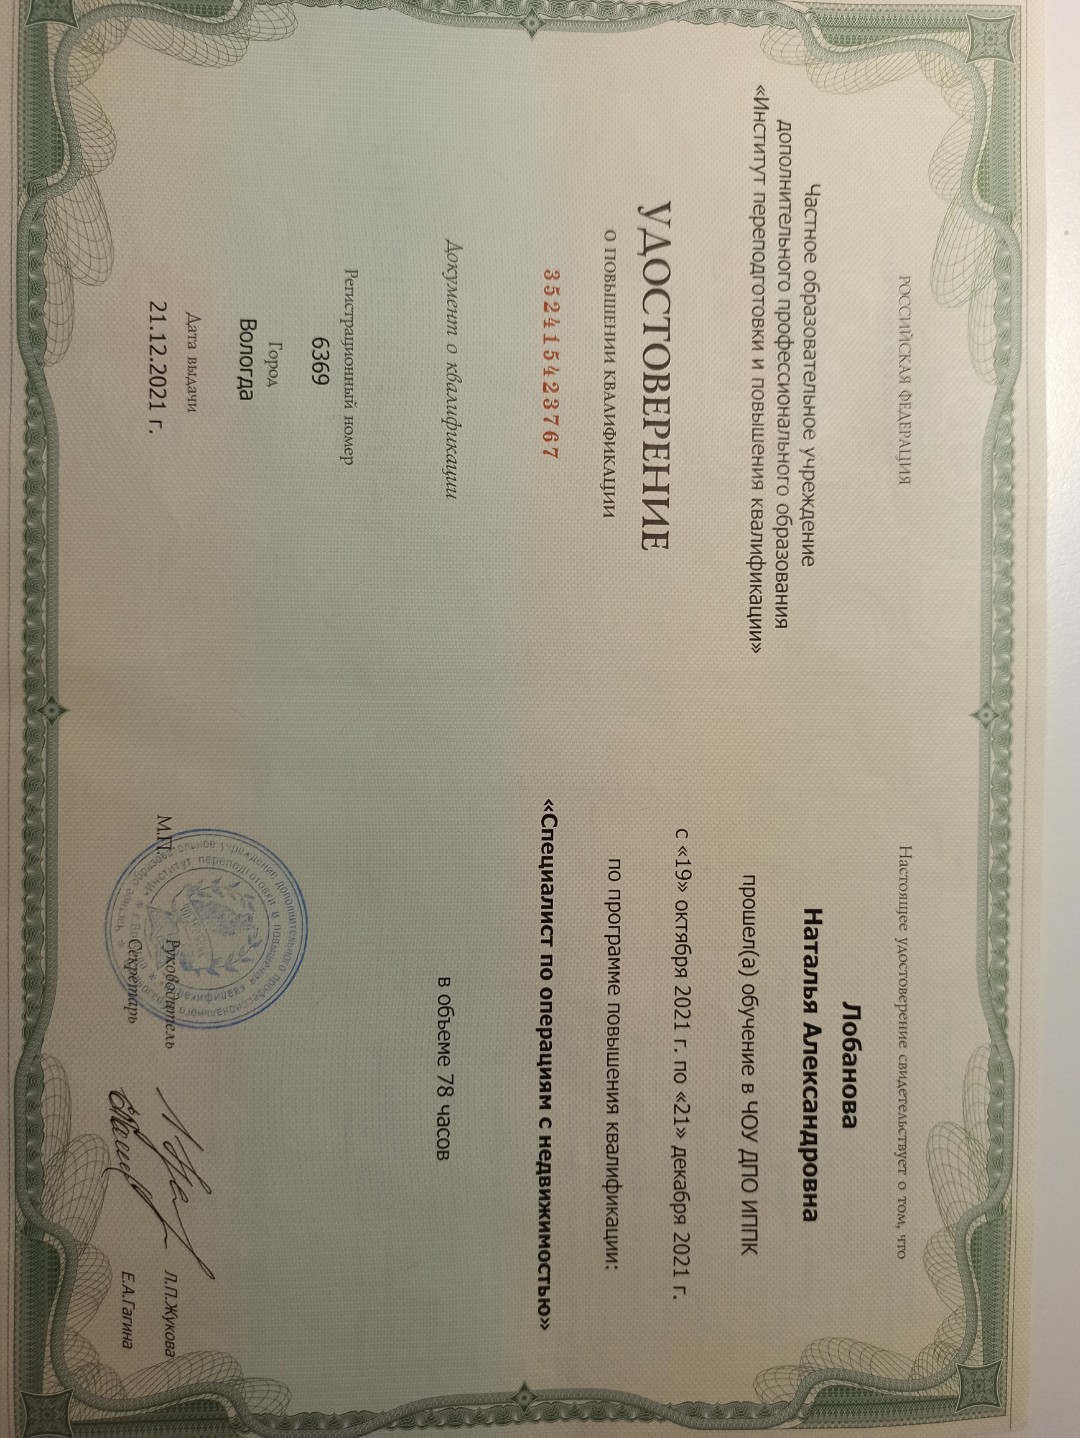 РОССИЙСКАЯ ФЕДЕРАЦИЯ
Частное образовательное учреждение
дополнительного профессионального образования
«Институт переподготовки и повышения квалификации»
УДОСТОВЕРЕНИЕ
О ПОВЫШЕНИИ КВАЛИФИКАЦИИ
352415423767
Документ о квалификации
Регистрационный номер
6369
Город
Вологда
Дата выдачи
21.12.2021 г.
Настоящее удостоверение свидетельствует о том, что
Лобанова
Наталья Александровна
прошел(а) обучение в ЧОУ ДПО ИППК
с «19» октября 2021 г. по «21» декабря 2021 г.
по программе повышения квалификации:
«Специалист по операциям с недвижимостью»
в объеме 78 часов
М.П.
Руководитель
Л.П.Жукова
Секретарь
Е.А.Гагина